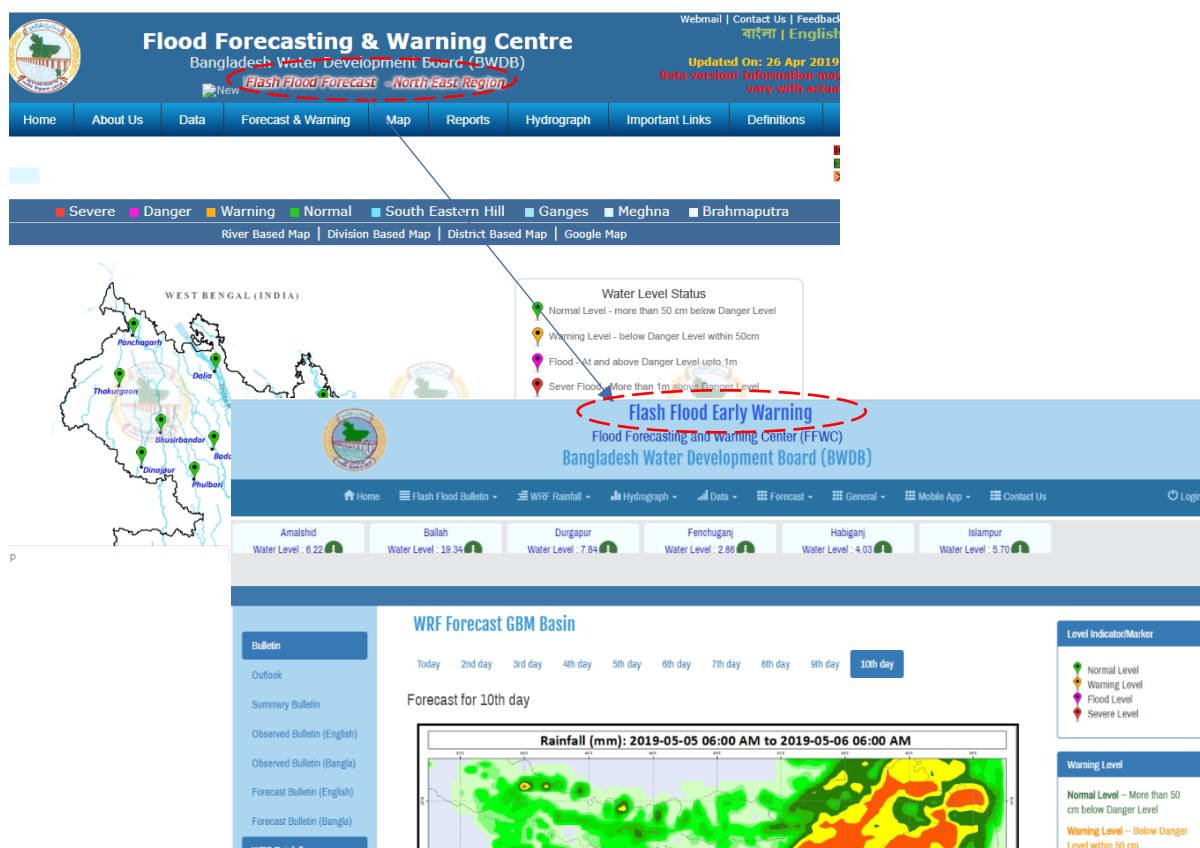 Webmail | Contact Us | Feedback
বাংলা | English
Flood Forecasting & Warning Centre
Bangladesh Water Development Board (BWDB)
Updated On: 26 Apr 2019
Beta version! Information may
vary with actual
New
Flash Flood Forecast - North East Region
Home About Us Data Forecast & Warning Map Reports Hydrograph Important Links Definitions
Severe Danger Warning Normal South Eastern Hill Ganges Meghna Brahmaputra
River Based Map | Division Based Map | District Based Map | Google Map
WEST BENGAL (INDIA)
Panchagarh
Dalia
Thakurgaon
Bhusirbandar
Dinajpur
Phulbari
Water Level Status
Normal Level - more than 50 cm below Danger Level
Warning Level - below Danger Level within 50cm
Flood - At and above Danger Level upto 1m
Sever Flood - More than 1m above Danger Level
p
Flash Flood Early Warning
Flood Forecasting and Warning Center (FFWC)
Bangladesh Water Development Board (BWDB)
Home Flash Flood Bulletin WRF Rainfall Hydrograph Data Forecast General Mobile App Contact Us Login
Amalshid Ballah Durgapur Fenchuganj Habiganj Islampur
Water Level : 6.22 Water Level : 19.34 Water Level : 7.84 Water Level : 2.86 Water Level : 4.03 Water Level : 5.70
Bulletin
Outlook
Summary Bulletin
Observed Bulletin (English)
Observed Bulletin (Bangla)
Forecast Bulletin (English)
Forecast Bulletin (Bangla)
WRF Rainfall
WRF Forecast GBM Basin
Today 2nd day 3rd day 4th day 5th day 6th day 7th day 8th day 9th day 10th day
Forecast for 10th day
Rainfall (mm): 2019-05-05 06:00 AM to 2019-05-06 06:00 AM
Level Indicator/Marker
Normal Level
Warning Level
Flood Level
Severe Level
Warning Level
Normal Level – More than 50
cm below Danger Level
Warning Level – Below Danger
Level within 50 cm